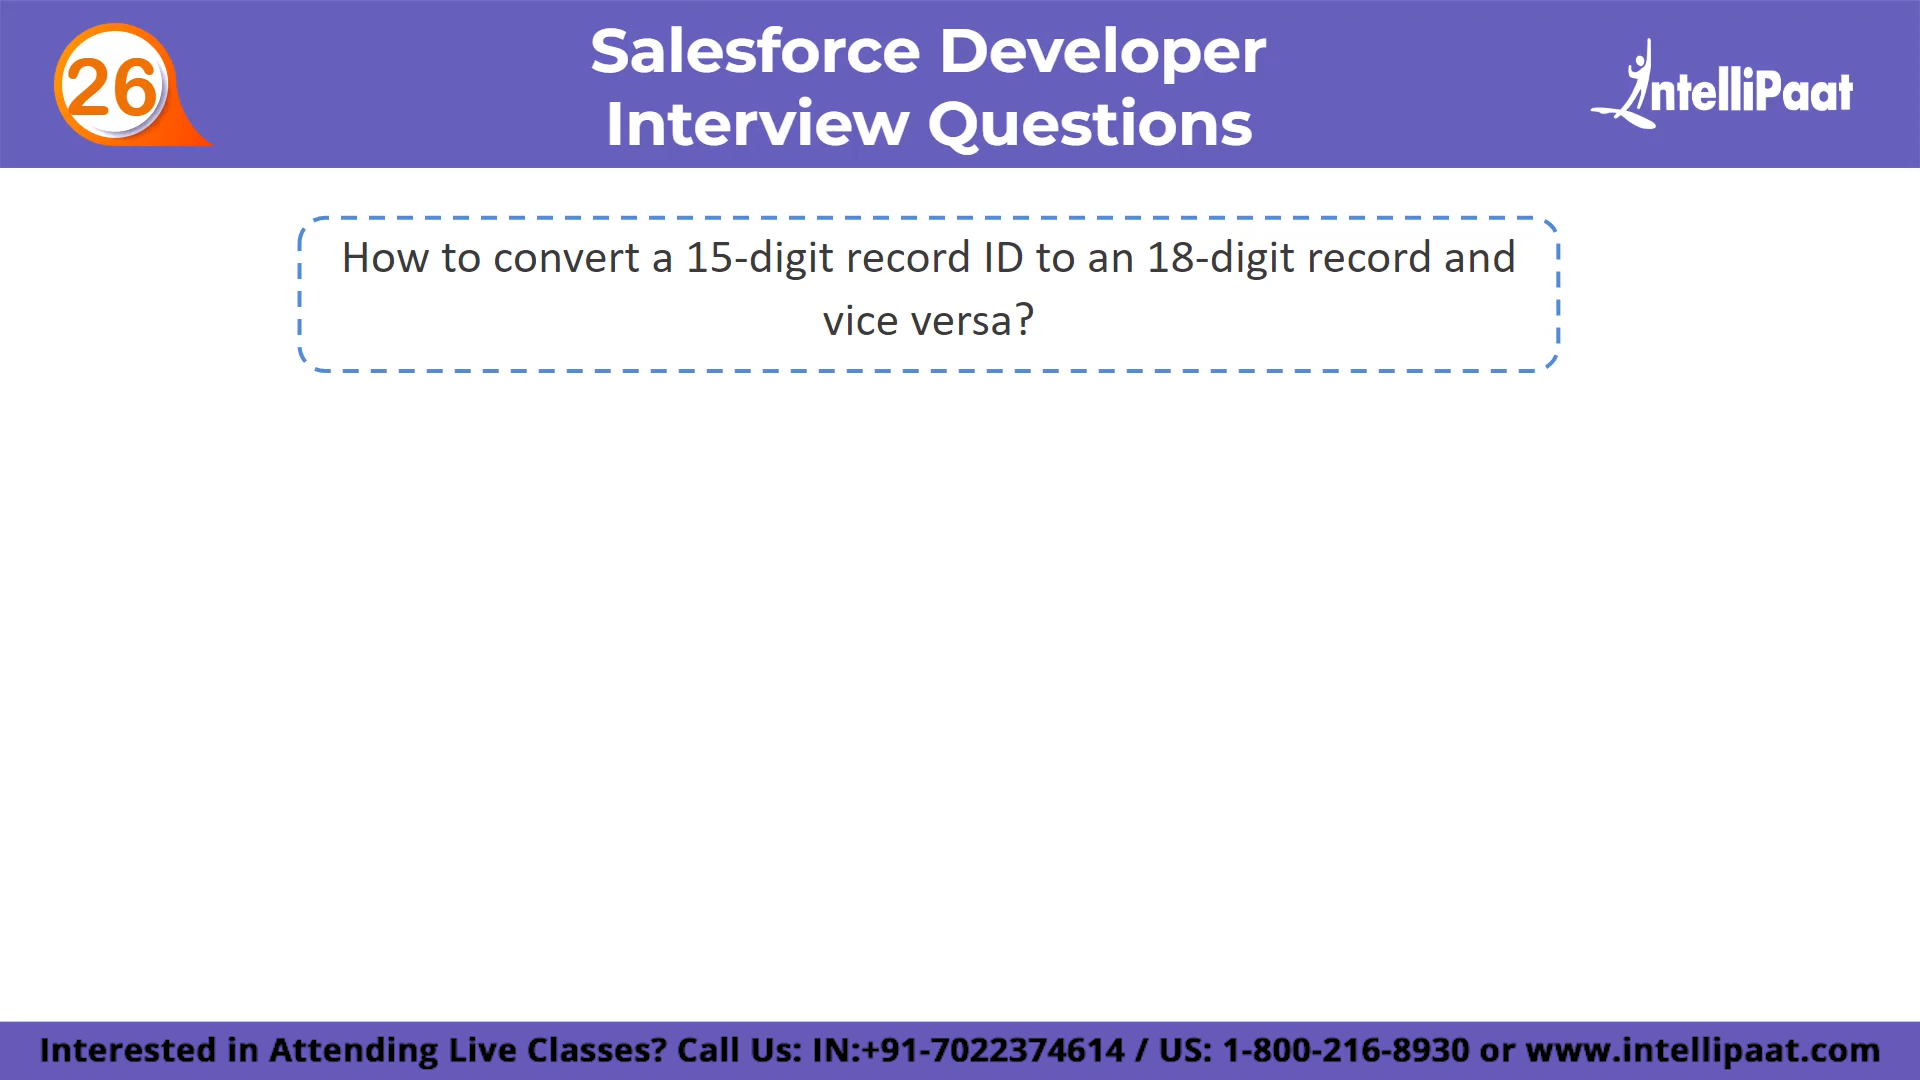 26
Salesforce Developer
Interview Questions
IntelliPaat
How to convert a 15-digit record ID to an 18-digit record and
vice versa?
Interested in Attending Live Classes? Call Us: IN:+91-7022374614 / US: 1-800-216-8930 or www.intellipaat.com